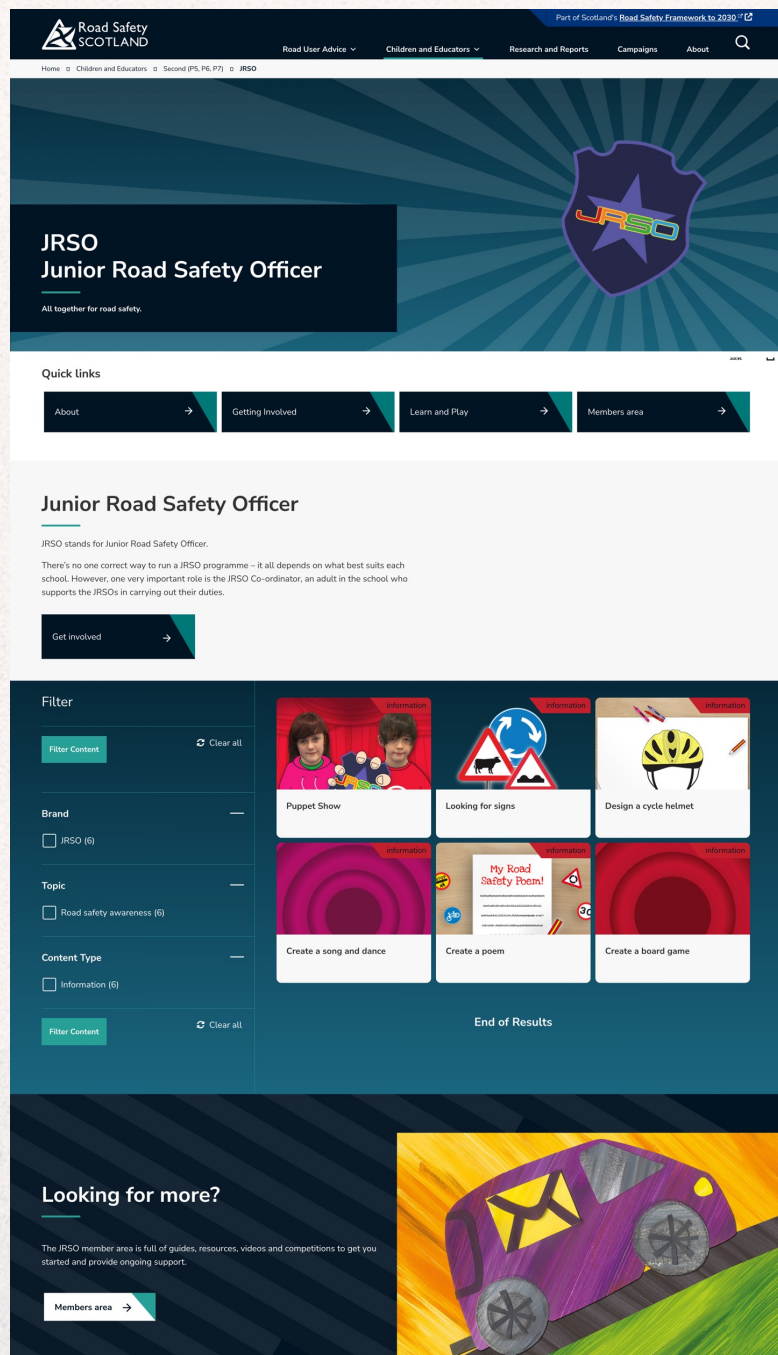 Part of Scotland's Road Safety Framework to 2030
Road Safety
SCOTLAND
Road User Advice
Children and Educators
Research and Reports
Campaigns
About
Home
Children and Educators
Second (P5, P6, P7)
JRSO
JRSO
JRSO
Junior Road Safety Officer
All together for road safety.
Quick links
About
Getting Involved
Learn and Play
Members area
Junior Road Safety Officer
JRSO stands for Junior Road Safety Officer.
There's no one correct way to run a JRSO programme – it all depends on what best suits each
school. However, one very important role is the JRSO Co-ordinator, an adult in the school who
supports the JRSOs in carrying out their duties.
Get involved
Filter
Filter Content
Clear all
Brand
JRSO (6)
Topic
Road safety awareness (6)
Content Type
Information (6)
Filter Content
Clear all
information
information
information
Puppet Show
Looking for signs
Design a cycle helmet
information
information
information
My Road
Safety Poem!
30
Create a song and dance
Create a poem
Create a board game
End of Results
Looking for more?
The JRSO member area is full of guides, resources, videos and competitions to get you
started and provide ongoing support.
Members area